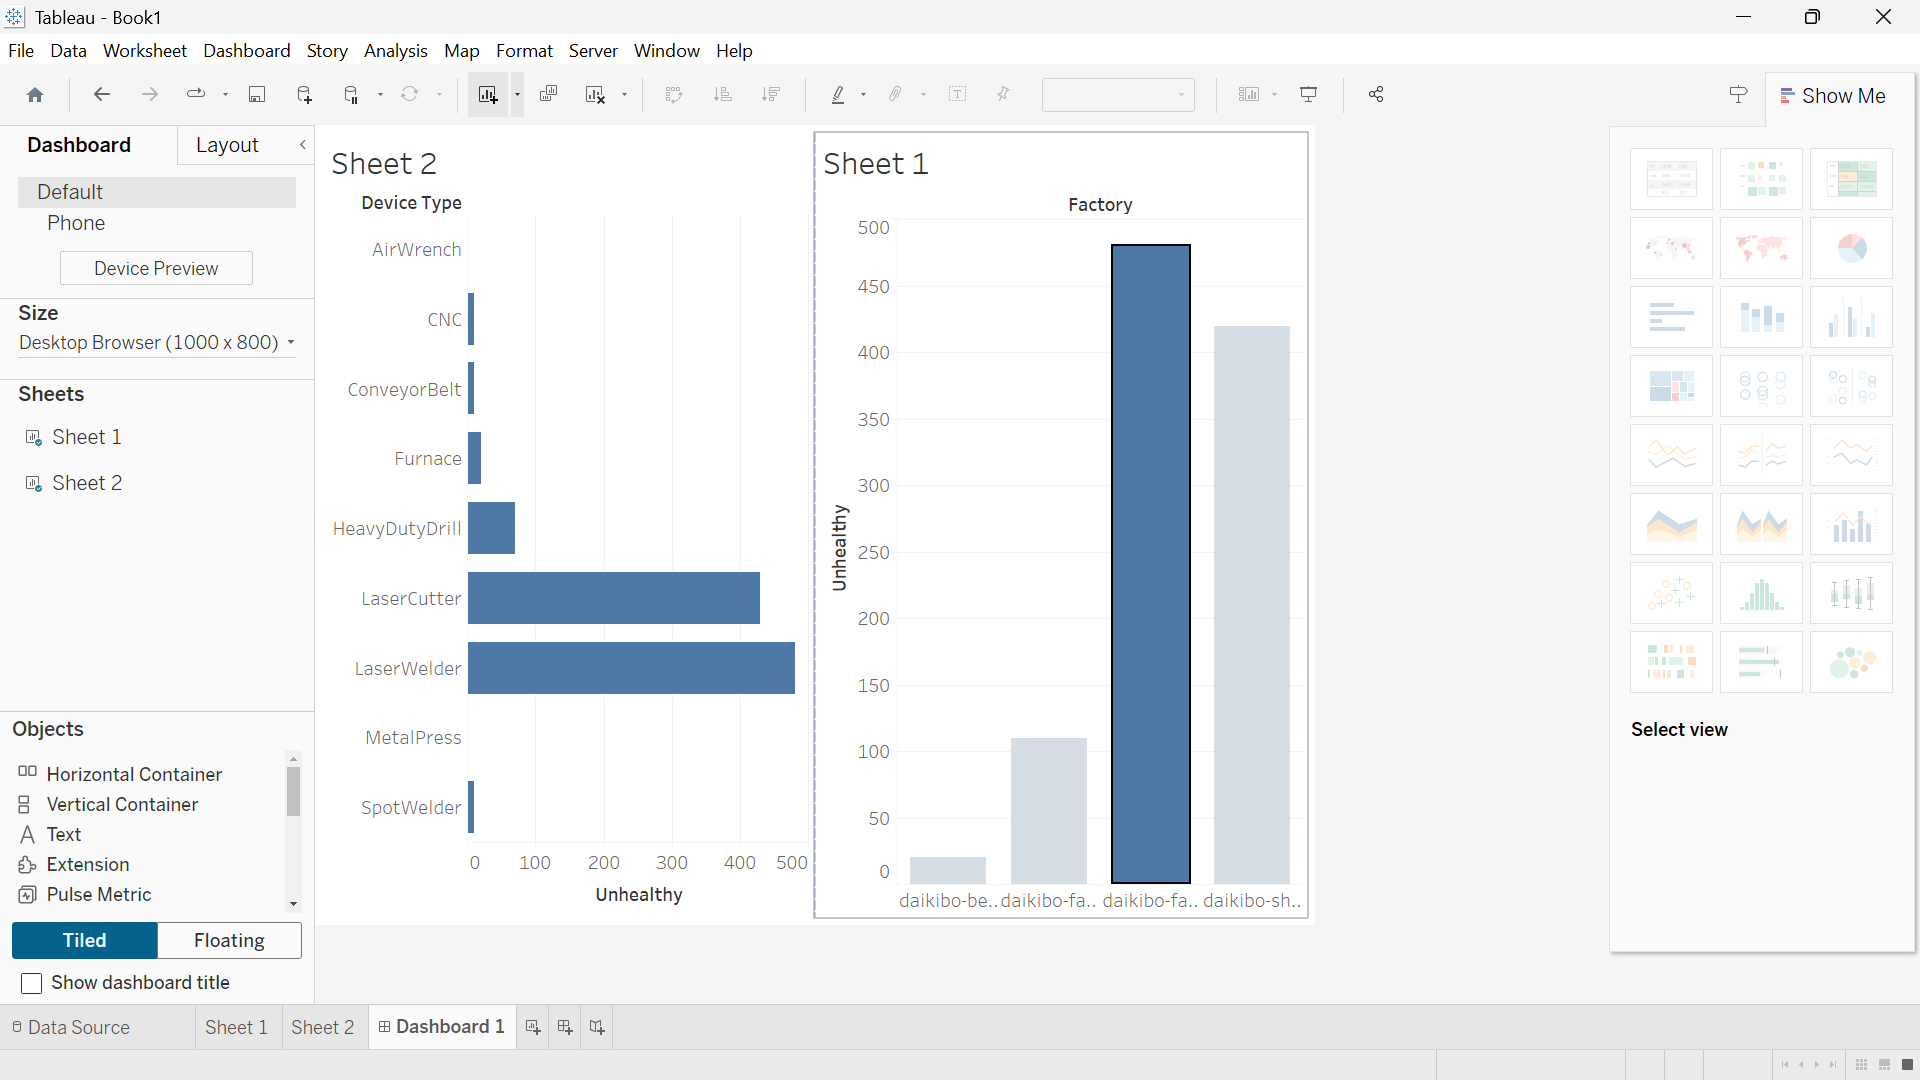 Tableau - Book1
File Data Worksheet Dashboard Story Analysis Map Format Server Window Help
Show Me
Dashboard
Layout
Default
Phone
Device Preview
Size
Desktop Browser (1000 x 800)
Sheets
Sheet 1
Sheet 2
Objects
Horizontal Container
Vertical Container
Text
Extension
Pulse Metric
Tiled
Floating
Show dashboard title
Sheet 2
Device Type
AirWrench
CNC
ConveyorBelt
Furnace
HeavyDutyDrill
LaserCutter
LaserWelder
MetalPress
SpotWelder
0 100 200 300 400 500
Unhealthy
Sheet 1
Factory
500
450
400
350
300
250
200
150
100
50
0
Unhealthy
daikibo-be.. daikibo-fa.. daikibo-fa.. daikibo-sh..
Select view
Data Source
Sheet 1
Sheet 2
Dashboard 1